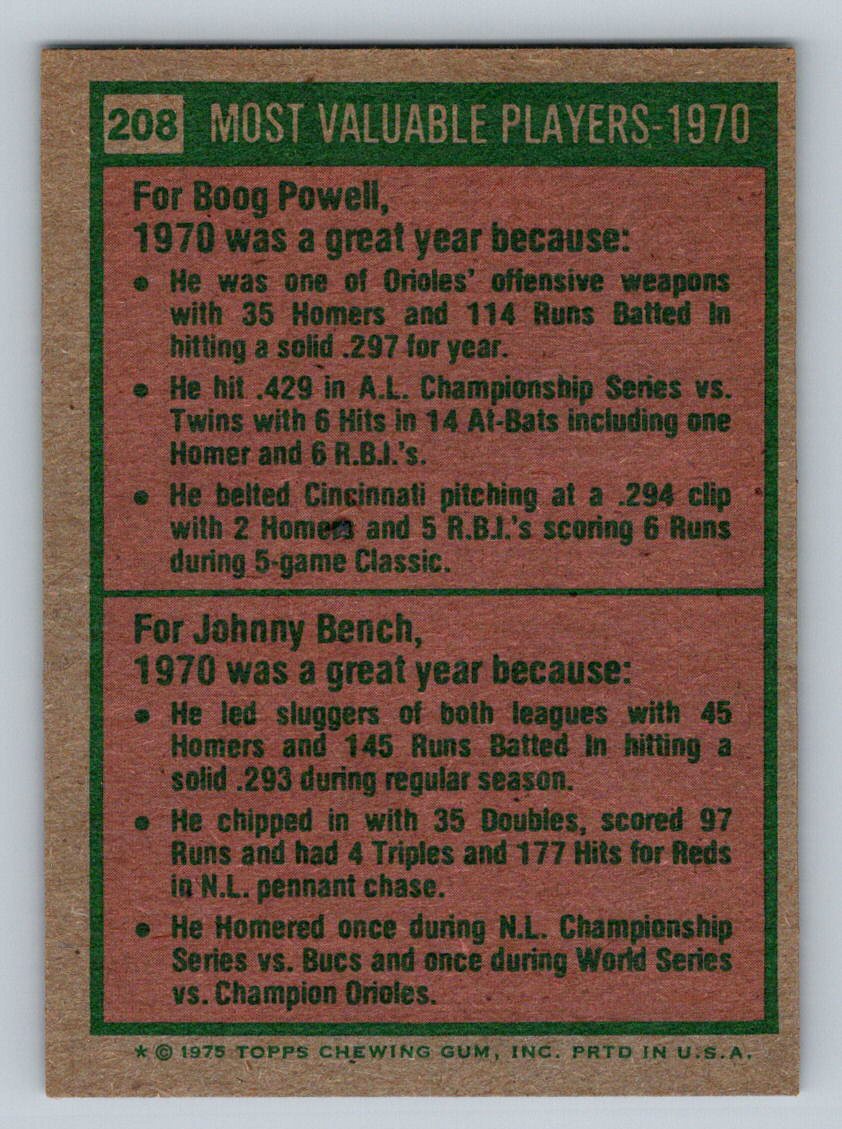 208 MOST VALUABLE PLAYERS-1970
For Boog Powell,
1970 was a great year because:
• He was one of Orioles' offensive weapons
with 35 Homers and 114 Runs Batted In
hitting a solid .297 for year.
• He hit .429 in A.L. Championship Series vs.
Twins with 6 Hits in 14 At-Bats including one
Homer and 6 R.B.I.'s.
• He belted Cincinnati pitching at a .294 clip
with 2 Homers and 5 R.B.I.'s scoring 6 Runs
during 5-game Classic.
For Johnny Bench,
1970 was a great year because:
• He led sluggers of both leagues with 45
Homers and 145 Runs Batted In hitting a
solid .293 during regular season.
• He chipped in with 35 Doubles, scored 97
Runs and had 4 Triples and 177 Hits for Reds
in N.L. pennant chase.
• He Homered once during N.L. Championship
Series vs. Bucs and once during World Series
vs. Champion Orioles.
* © 1975 TOPPS CHEWING GUM, INC. PRTD IN U.S.A.